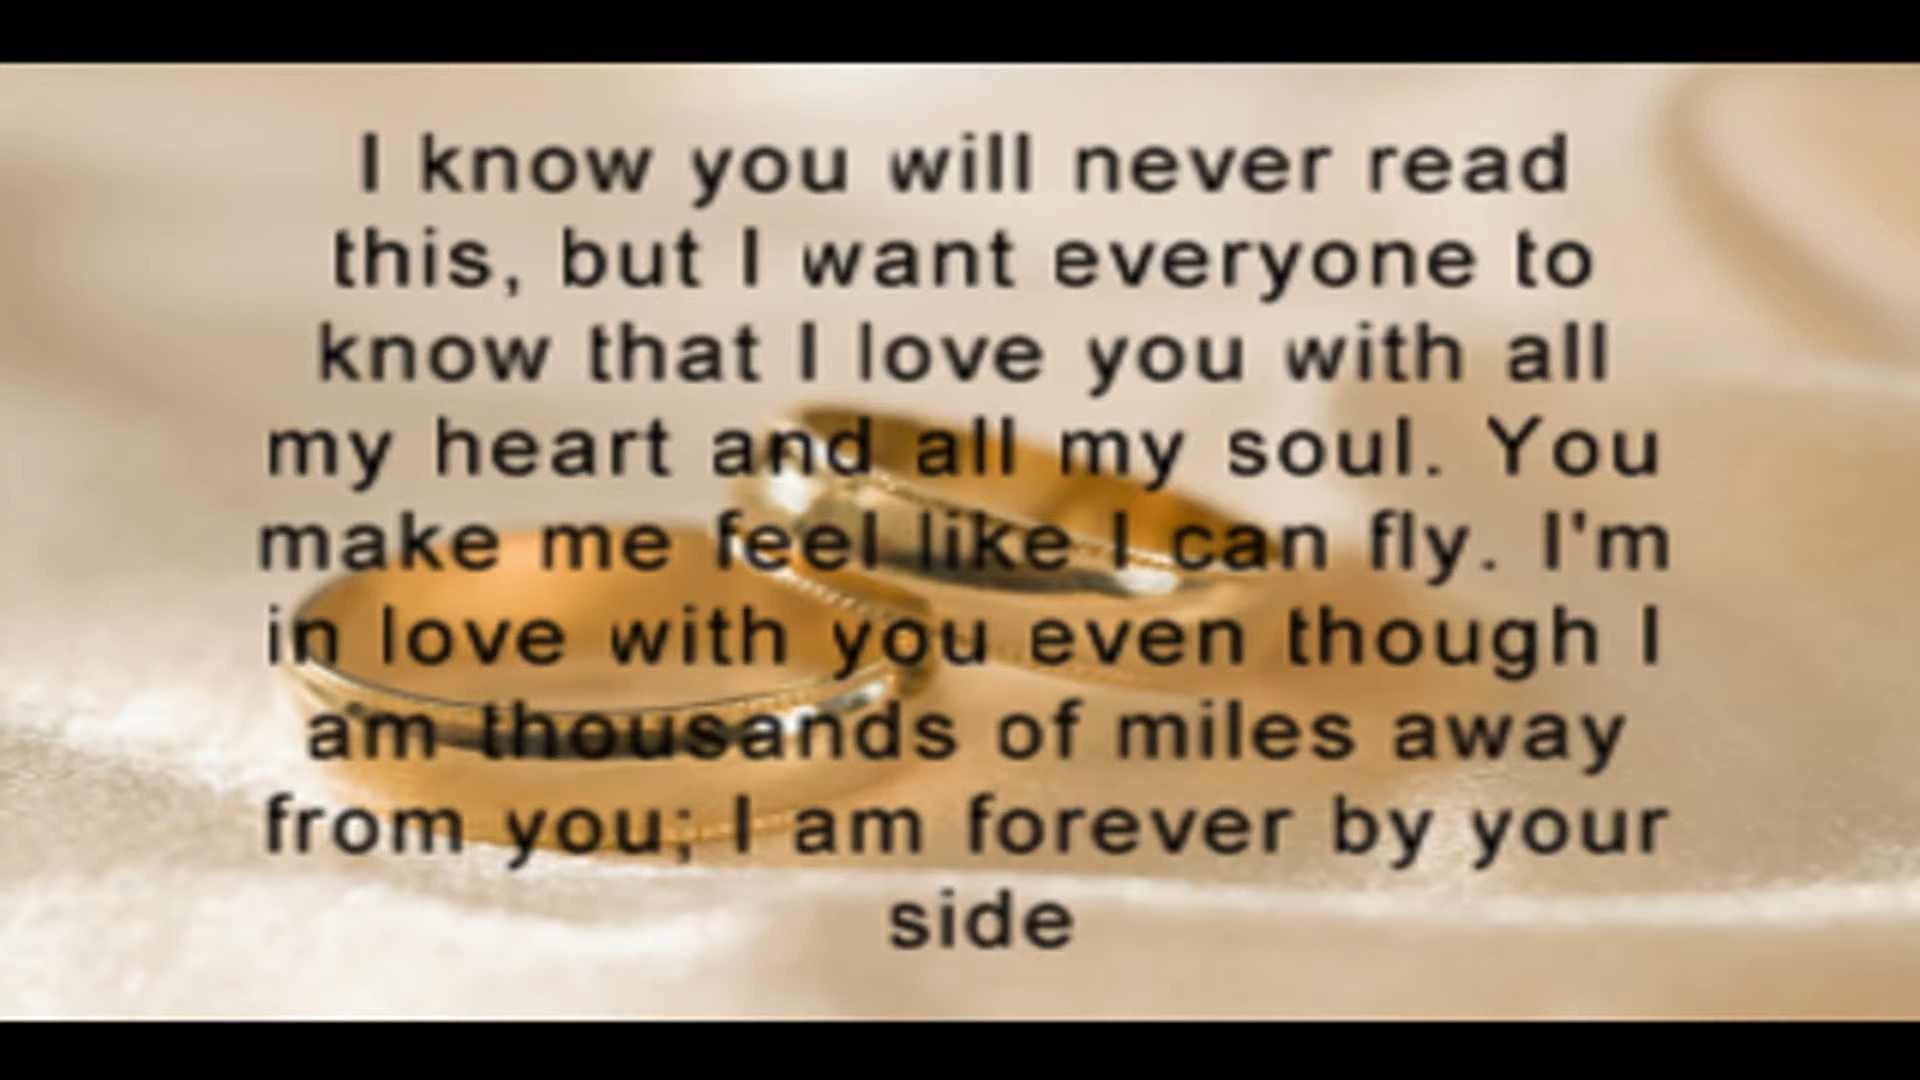 I know you will never read
this, but I want everyone to
know that I love you with all
my heart and all my soul. You
make me feel like I can fly. I'm
in love with you even though I
am thousands of miles away
from you; I am forever by your
side